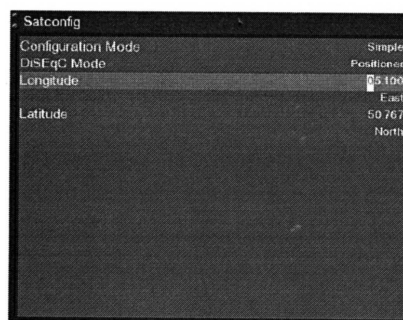 Satconfig
Configuration Mode Simple
DiSEqC Mode Positioner
Longitude 05.100
East
Latitude 50.767
North